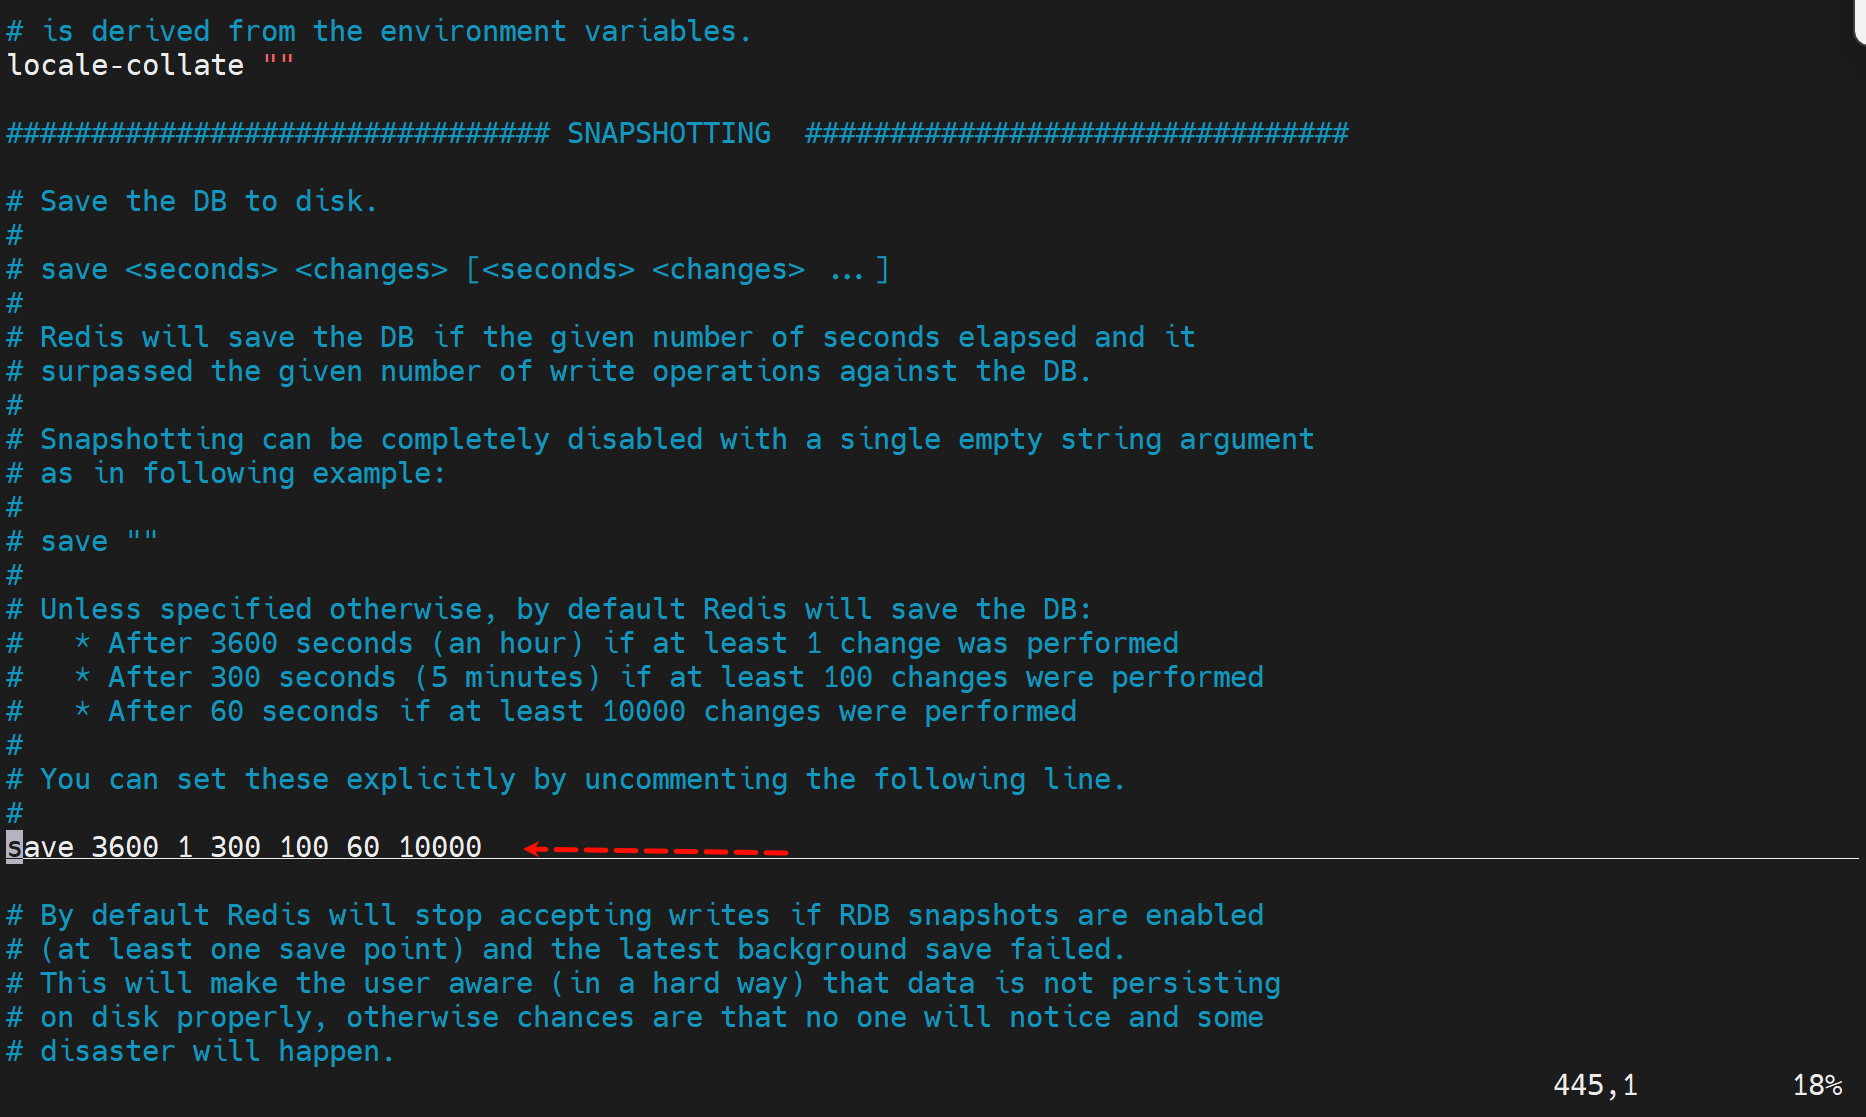 # is derived from the environment variables.
locale-collate ""
################################ SNAPSHOTTING  ################################
# Save the DB to disk.
#
# save <seconds> <changes> [<seconds> <changes> ...]
#
# Redis will save the DB if the given number of seconds elapsed and it
# surpassed the given number of write operations against the DB.
#
# Snapshotting can be completely disabled with a single empty string argument
# as in following example:
#
# save ""
#
# Unless specified otherwise, by default Redis will save the DB:
#   * After 3600 seconds (an hour) if at least 1 change was performed
#   * After 300 seconds (5 minutes) if at least 100 changes were performed
#   * After 60 seconds if at least 10000 changes were performed
#
# You can set these explicitly by uncommenting the following line.
#
save 3600 1 300 100 60 10000
# By default Redis will stop accepting writes if RDB snapshots are enabled
# (at least one save point) and the latest background save failed.
# This will make the user aware (in a hard way) that data is not persisting
# on disk properly, otherwise chances are that no one will notice and some
# disaster will happen.
445,1 18%